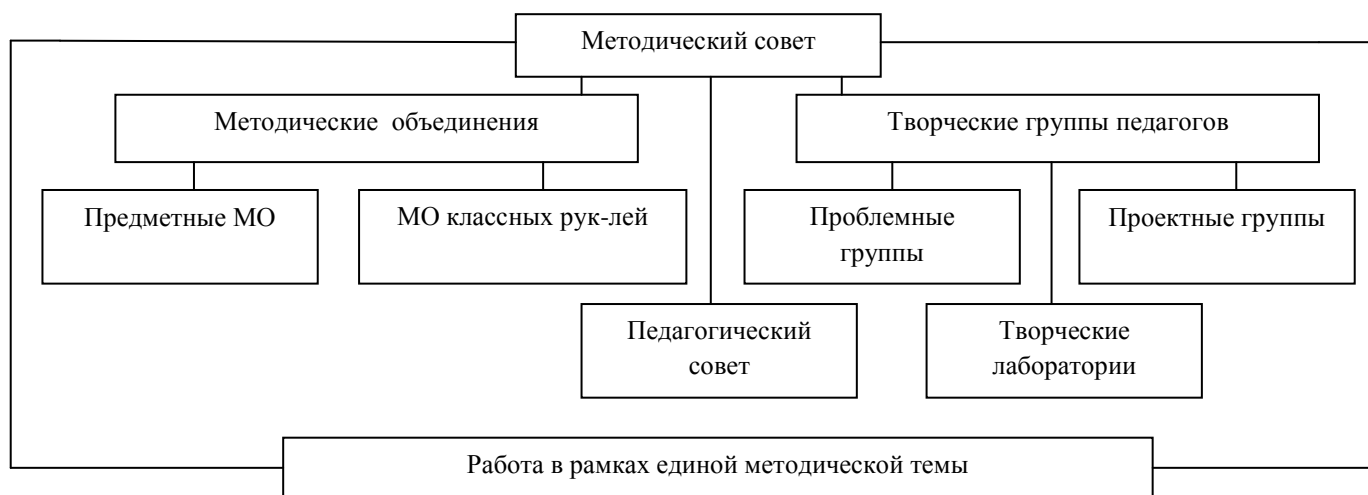 Методический совет
Методические объединения
Творческие группы педагогов
Предметные МО
МО классных рук-лей
Проблемные
группы
Проектные группы
Педагогический
совет
Творческие
лаборатории
Работа в рамках единой методической темы